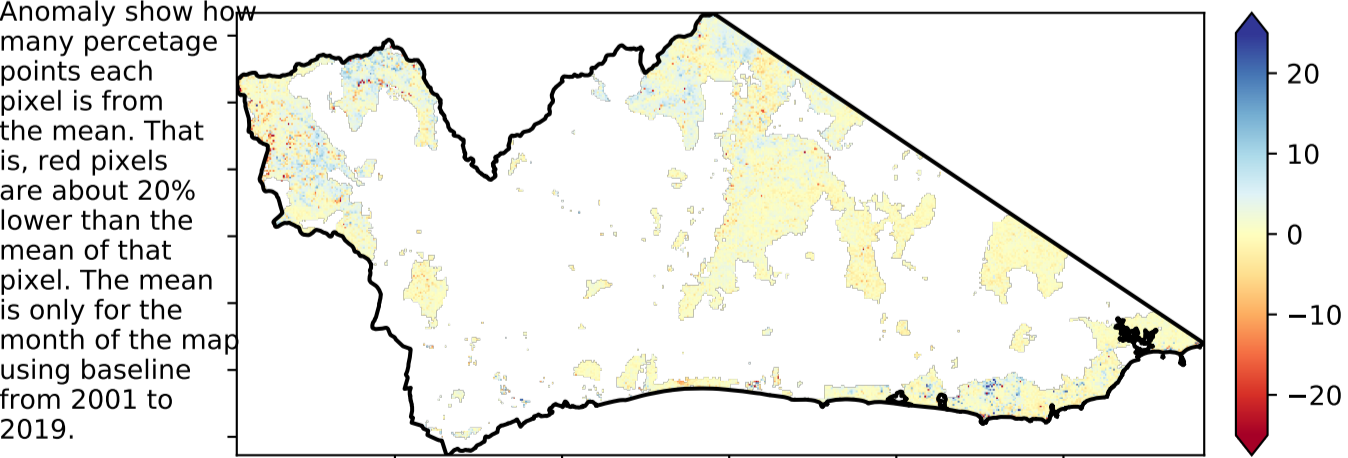 Anomaly show how
many percetage
points each
pixel is from
the mean. That
is, red pixels
are about 20%
lower than the
mean of that
pixel. The mean
is only for the
month of the map
using baseline
from 2001 to
2019.
20
10
0
−10
−20